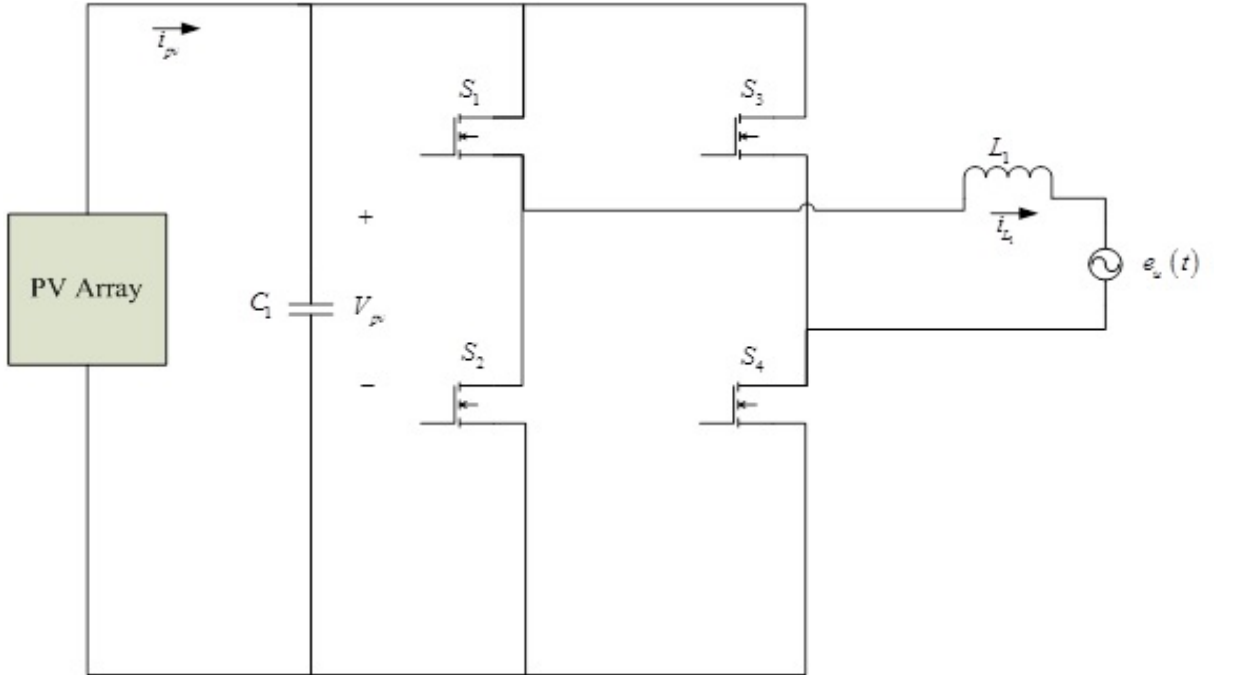 i_pv
S_1
S_3
L_1
i_L1
+
PV Array
C_1
V_pv
e_u (t)
S_2
S_4
−